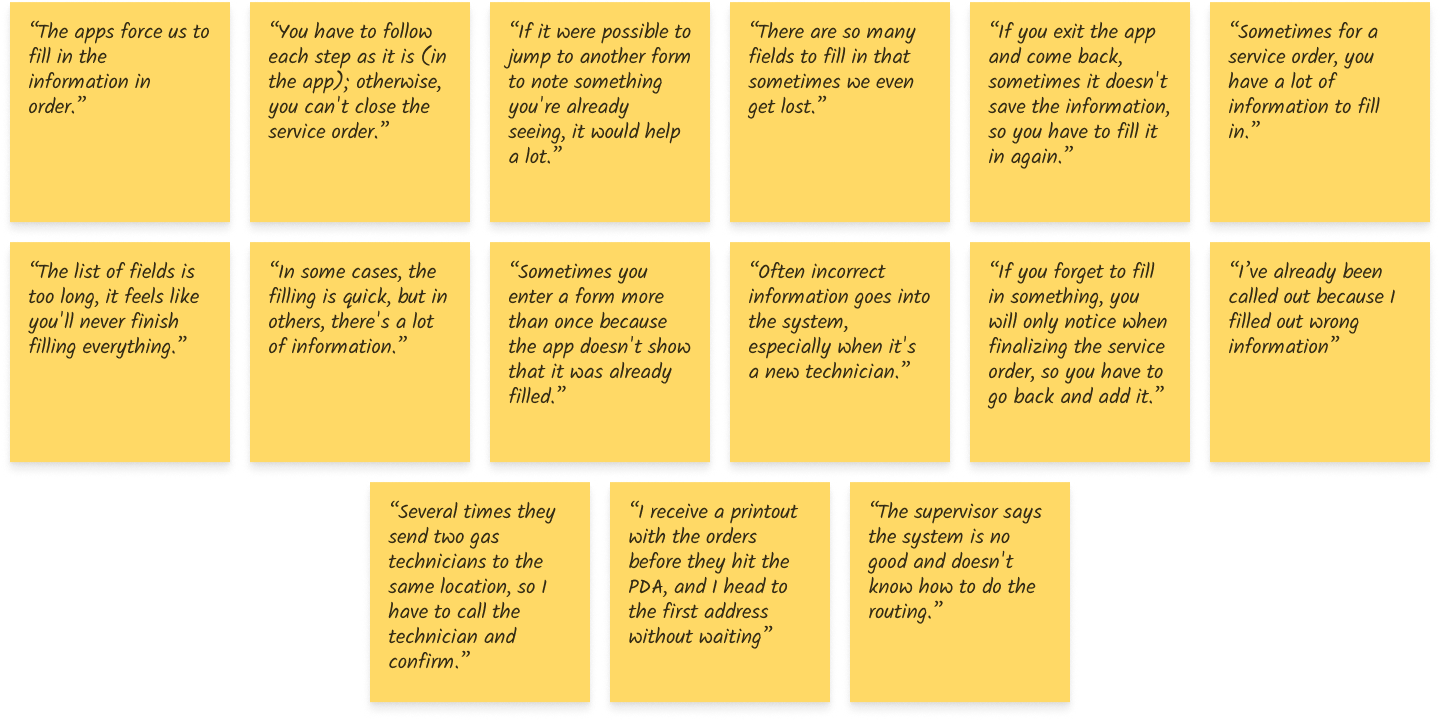 “The apps force us to
fill in the
information in
order.”
“You have to follow
each step as it is (in
the app); otherwise,
you can't close the
service order.”
“If it were possible to
jump to another form
to note something
you're already
seeing, it would help
a lot.”
“There are so many
fields to fill in that
sometimes we even
get lost.”
“If you exit the app
and come back,
sometimes it doesn't
save the information,
so you have to fill it
in again.”
“Sometimes for a
service order, you
have a lot of
information to fill
in.”
“The list of fields is
too long, it feels like
you'll never finish
filling everything.”
“In some cases, the
filling is quick, but in
others, there's a lot
of information.”
“Sometimes you
enter a form more
than once because
the app doesn't show
that it was already
filled.”
“Often incorrect
information goes into
the system,
especially when it's
a new technician.”
“If you forget to fill
in something, you
will only notice when
finalizing the service
order, so you have to
go back and add it.”
“I’ve already been
called out because I
filled out wrong
information”
“Several times they
send two gas
technicians to the
same location, so I
have to call the
technician and
confirm.”
“I receive a printout
with the orders
before they hit the
PDA, and I head to
the first address
without waiting”
“The supervisor says
the system is no
good and doesn't
know how to do the
routing.”